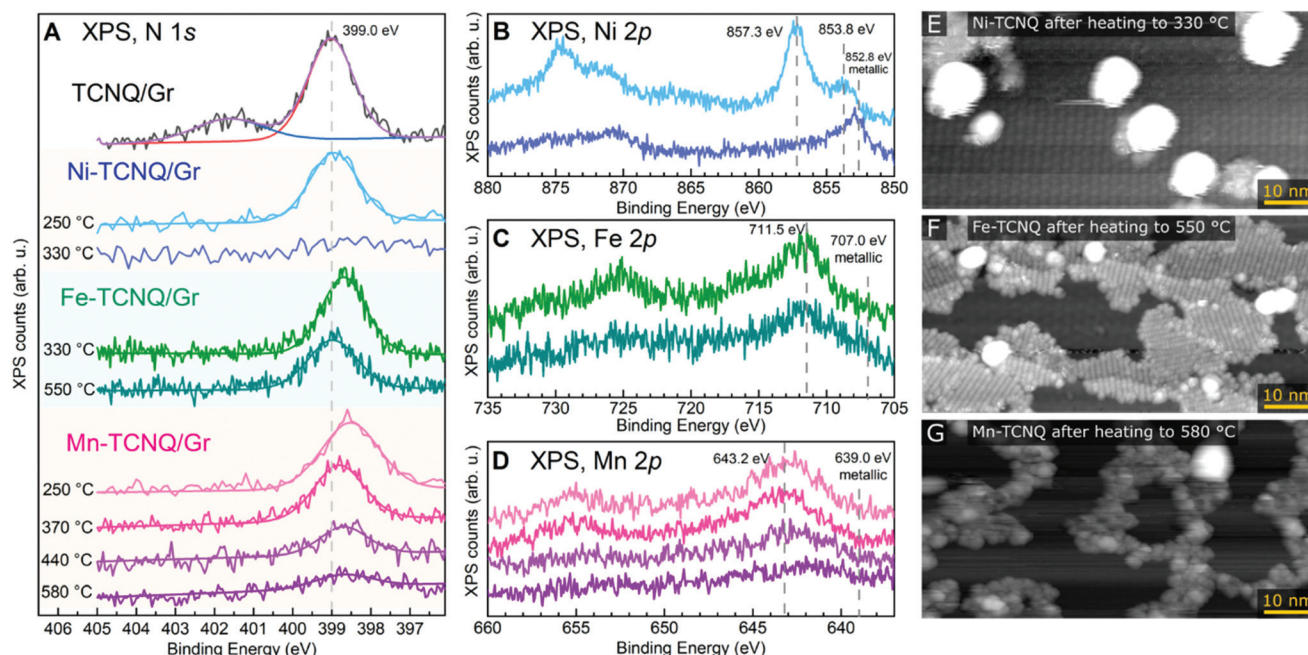 A XPS, N 1s
399.0 eV
TCNQ/Gr
Ni-TCNQ/Gr
250 °C
330 °C
Fe-TCNQ/Gr
330 °C
550 °C
Mn-TCNQ/Gr
250 °C
370 °C
440 °C
580 °C
XPS counts (arb. u.)
406 405 404 403 402 401 400 399 398 397
Binding Energy (eV)
B XPS, Ni 2p
857.3 eV
853.8 eV
852.8 eV
metallic
XPS counts (arb. u.)
880 875 870 865 860 855 850
Binding Energy (eV)
C XPS, Fe 2p
711.5 eV
707.0 eV
metallic
XPS counts (arb. u.)
735 730 725 720 715 710 705
Binding Energy (eV)
D XPS, Mn 2p
643.2 eV
639.0 eV
metallic
XPS counts (arb. u.)
660 655 650 645 640
Binding Energy (eV)
E Ni-TCNQ after heating to 330 °C
10 nm
F Fe-TCNQ after heating to 550 °C
10 nm
G Mn-TCNQ after heating to 580 °C
10 nm